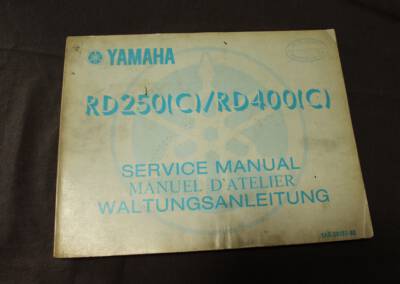 YAMAHA
RD250(C)/RD400(C)
SERVICE MANUAL
MANUEL D'ATELIER
WALTUNGSANLEITUNG